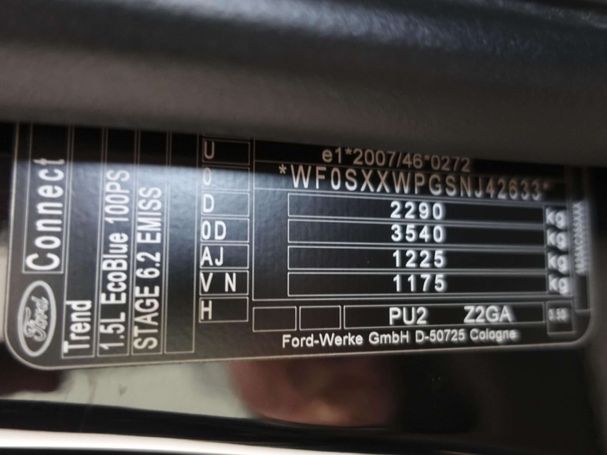 Ford
Connect
Trend
1.5L EcoBlue 100PS
STAGE 6.2 EMISS
U
D
0D
AJ
V N
H
e1*2007/46*0272
*WF0SXXWPGSNJ42633*
2290 KG
3540 KG
1225 KG
1175 KG
PU2 Z2GA
Ford-Werke GmbH D-50725 Cologne